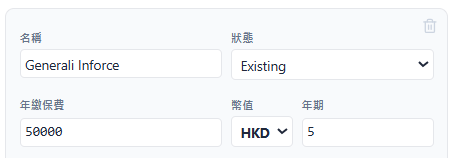 名稱 狀態
Generali Inforce Existing
年繳保費 幣值 年期
50000 HKD 5